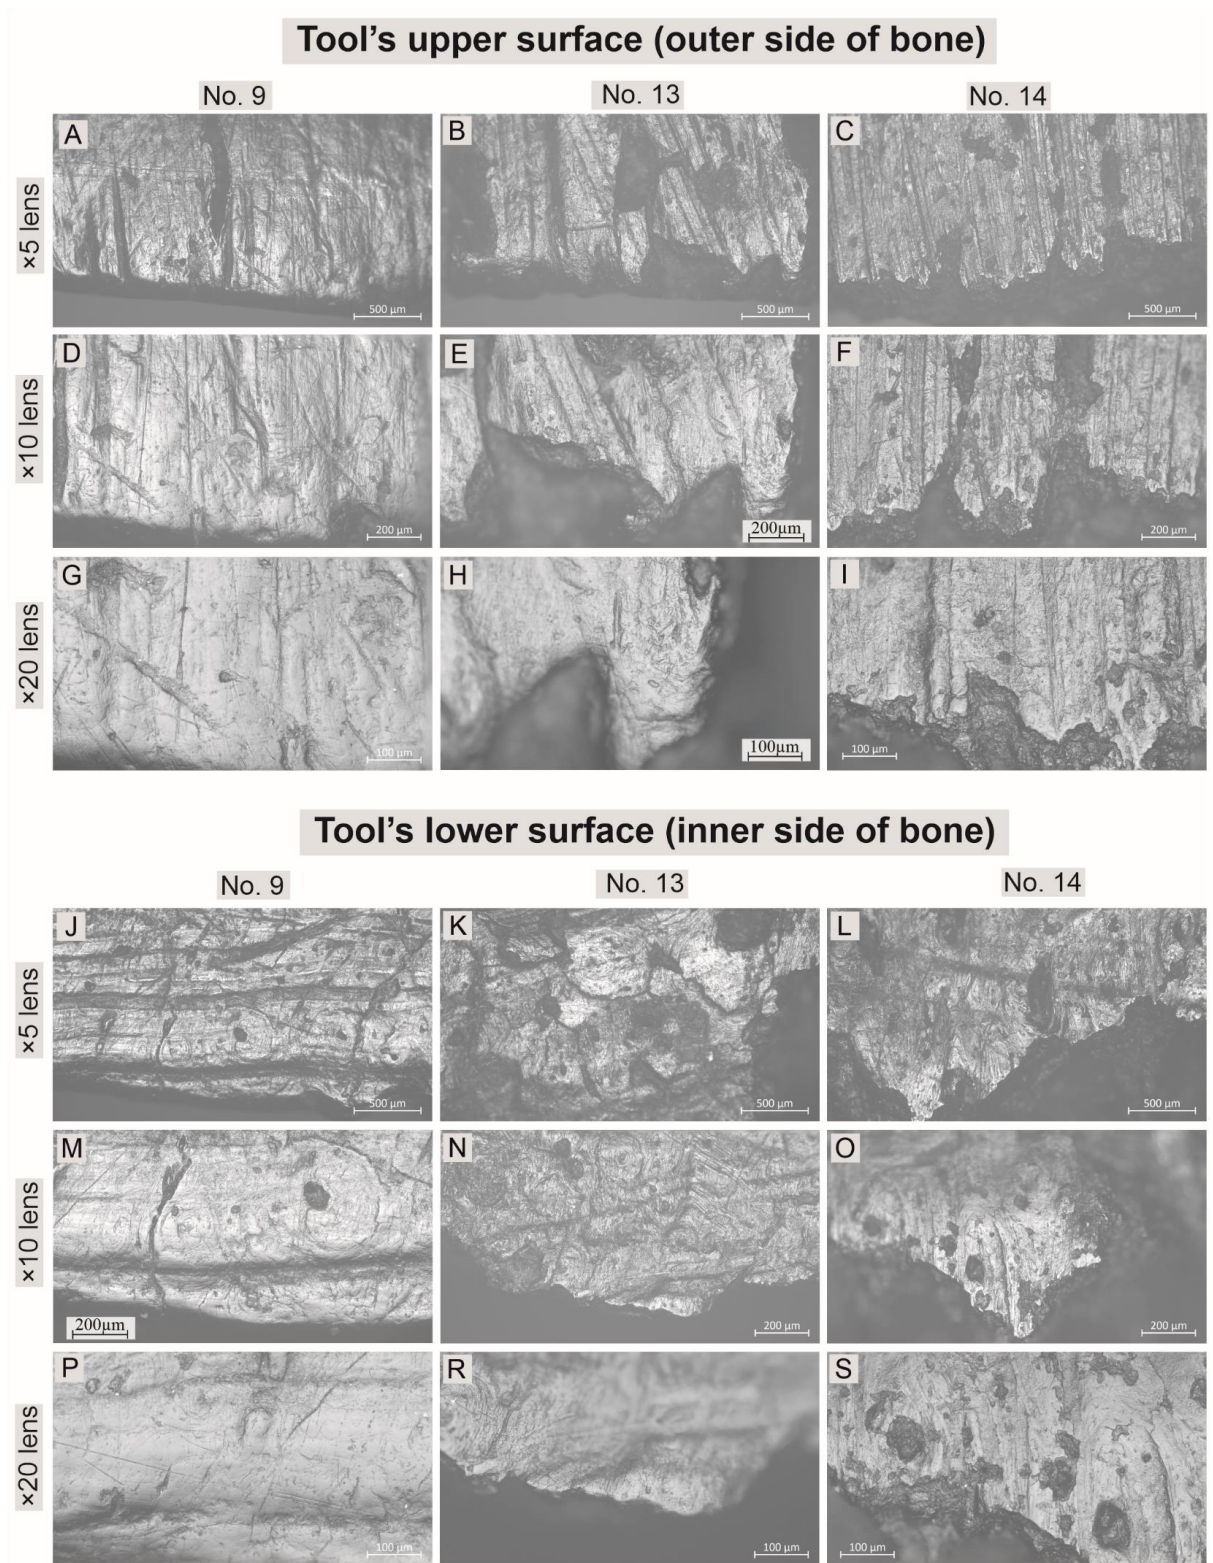 Tool’s upper surface (outer side of bone)
No. 9
No. 13
No. 14
×5 lens
A
500 µm
B
500 µm
C
500 µm
×10 lens
D
200 µm
E
200µm
F
200 µm
×20 lens
G
100 µm
H
100µm
I
100 µm
Tool’s lower surface (inner side of bone)
No. 9
No. 13
No. 14
×5 lens
J
500 µm
K
500 µm
L
500 µm
×10 lens
M
200µm
N
200 µm
O
200 µm
×20 lens
P
100 µm
R
100 µm
S
100 µm